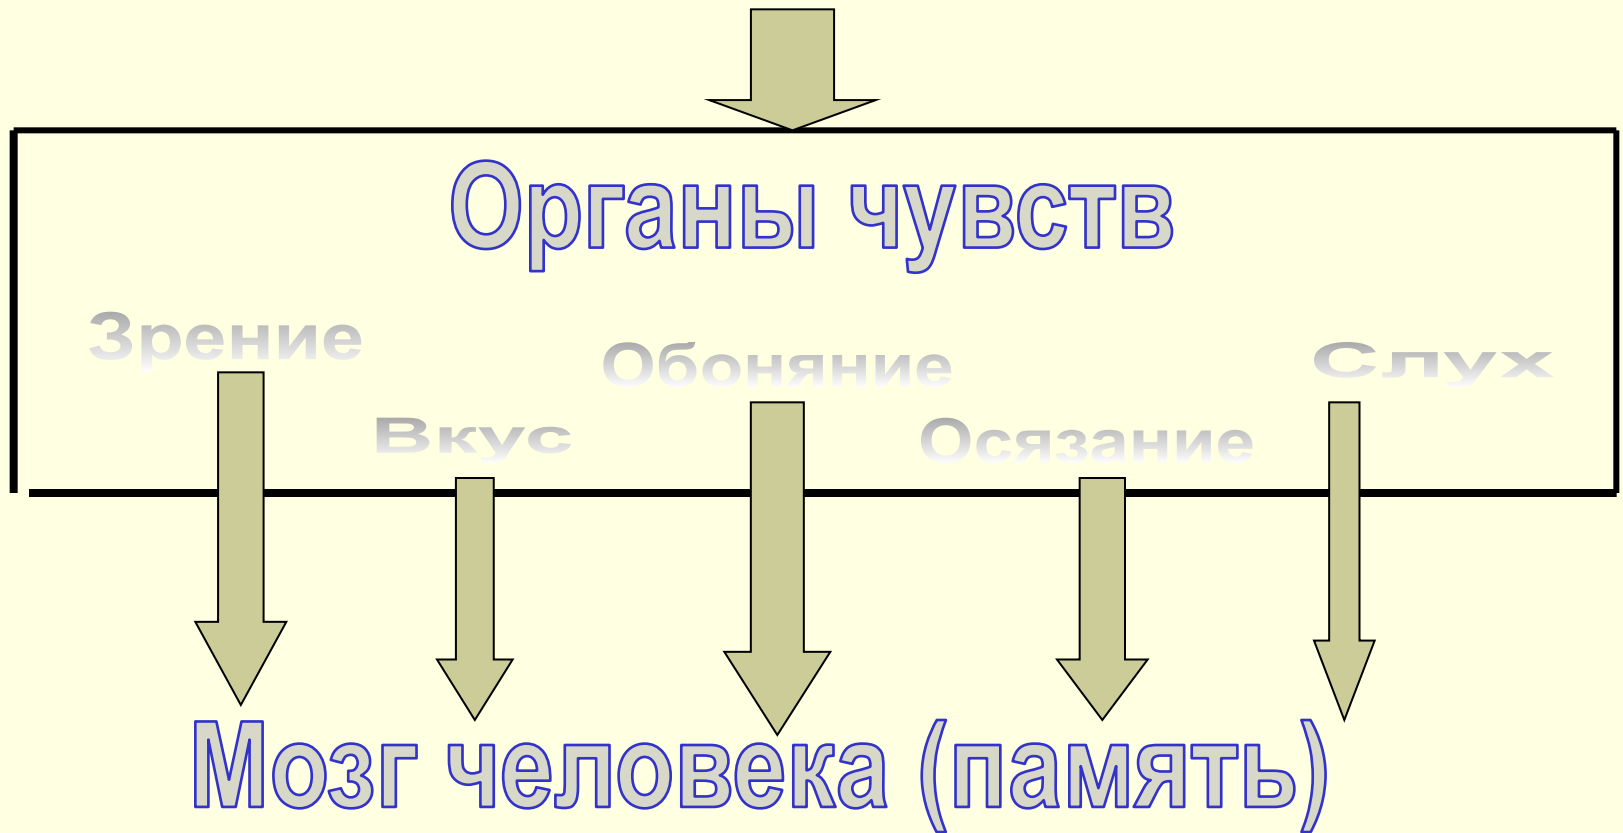 Органы чувств
Зрение
Обоняние
Слух
Вкус
Осязание
Мозг человека (память)